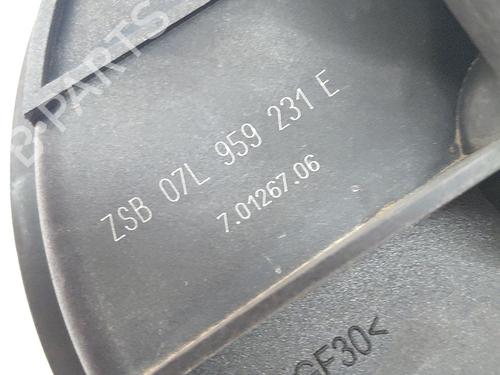 B-PARTS
ZSB 07L 959 231 E
7.01267.06
GF30<